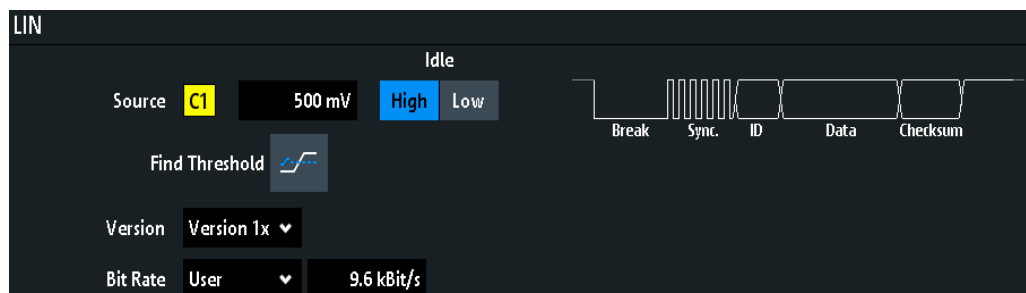 LIN
Idle
Source C1 500 mV High Low
Break Sync. ID Data Checksum
Find Threshold
Version Version 1x
Bit Rate User 9.6 kBit/s